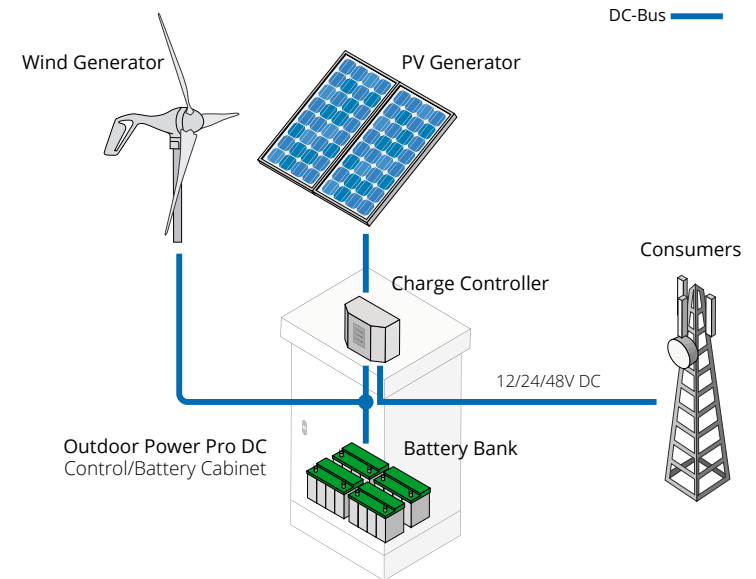 DC-Bus
Wind Generator
PV Generator
Consumers
Charge Controller
12/24/48V DC
Outdoor Power Pro DC
Control/Battery Cabinet
Battery Bank